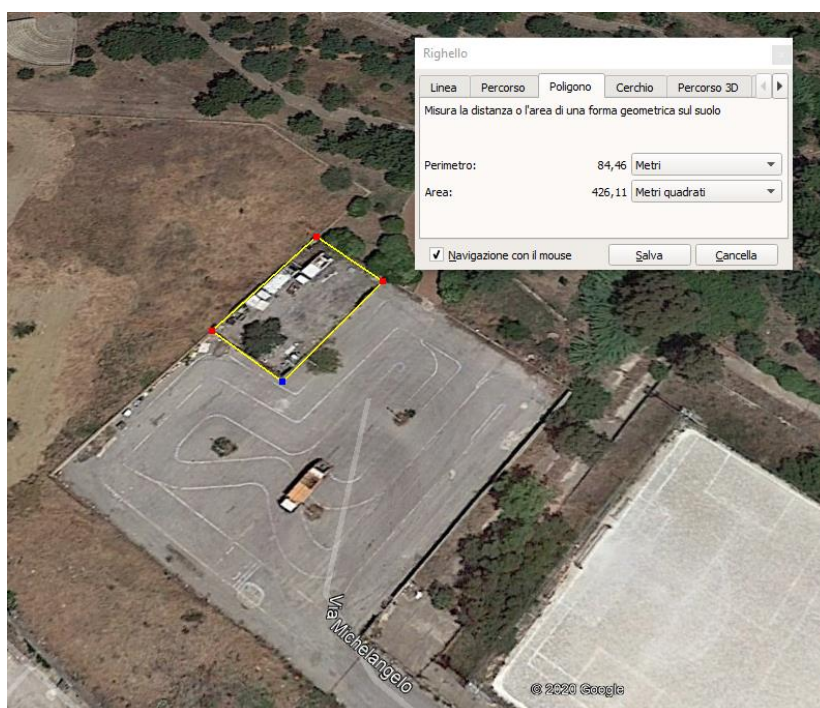 Righello
Linea Percorso Poligono Cerchio Percorso 3D
Misura la distanza o l'area di una forma geometrica sul suolo
Perimetro: 84,46 Metri
Area: 426,11 Metri quadrati
Navigazione con il mouse Salva Cancella
Via Michelangelo
© 2020 Google